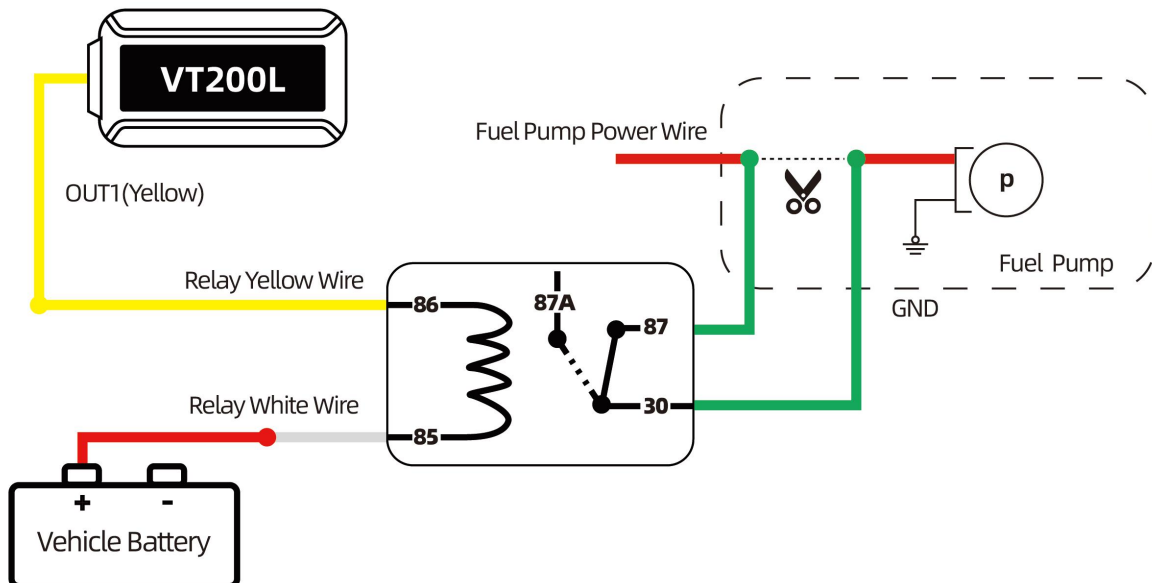 VT200L
Fuel Pump Power Wire
p
OUT1(Yellow)
Fuel Pump
Relay Yellow Wire
86
87A
87
GND
Relay White Wire
30
85
+ -
Vehicle Battery